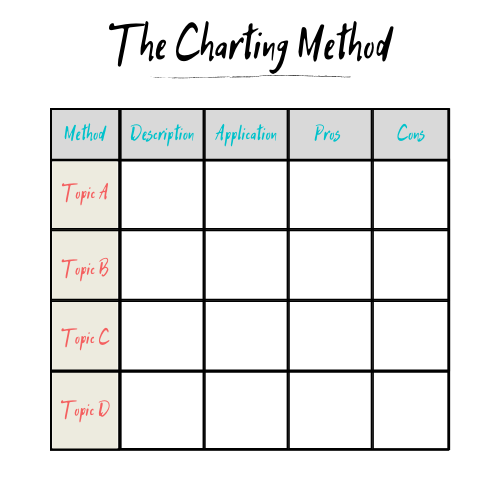 The Charting Method
Method Description Application Pros Cons
Topic A
Topic B
Topic C
Topic D